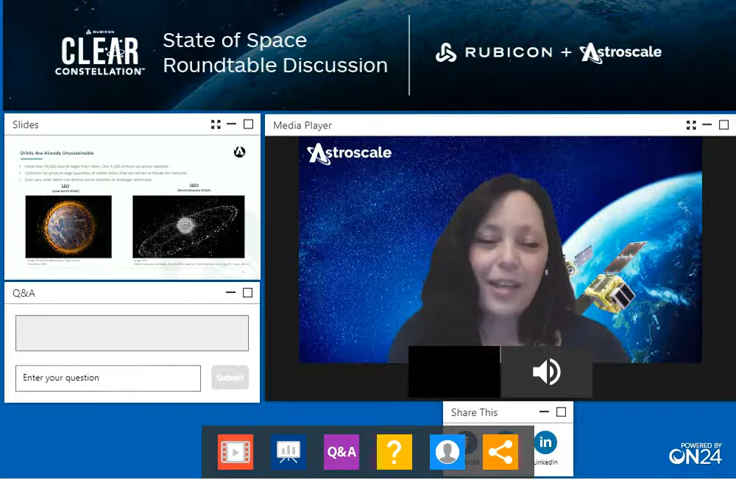 RUBICON
CLEAR
CONSTELLATION™
State of Space
Roundtable Discussion
RUBICON + Astroscale
Slides
Orbits Are Already Unsustainable
LEO
GEO
Media Player
Astroscale
Q&A
Enter your question
Submit
Share This
LinkedIn
Q&A
?
POWERED BY
ON24